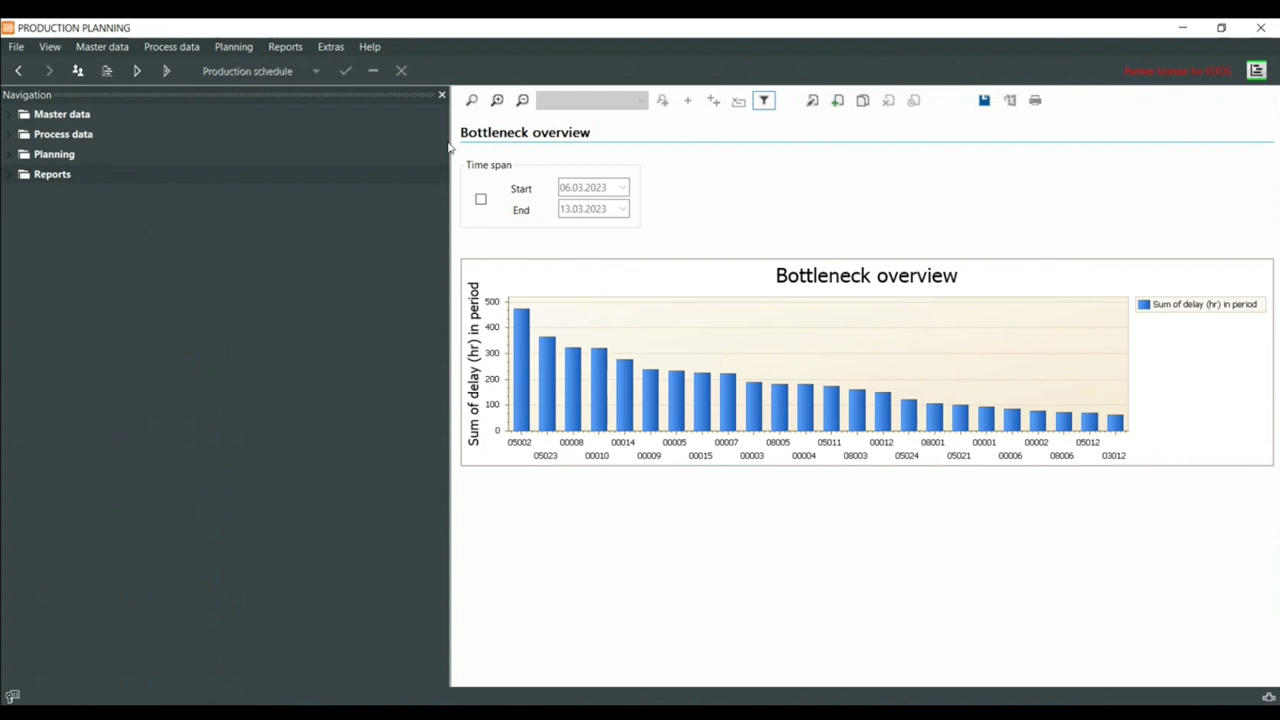 PRODUCTION PLANNING
File View Master data Process data Planning Reports Extras Help
Production schedule
Partner license for ISTOS
Navigation
Master data
Process data
Planning
Reports
Bottleneck overview
Time span
Start 06.03.2023
End 13.03.2023
Bottleneck overview
Sum of delay (hr) in period
Sum of delay (hr) in period
500
400
300
200
100
0
05002 00008 00014 00005 00007 08005 05011 00012 08001 00001 00002 05012
05023 00010 00009 00015 00003 00004 08003 05024 05021 00006 08006 03012